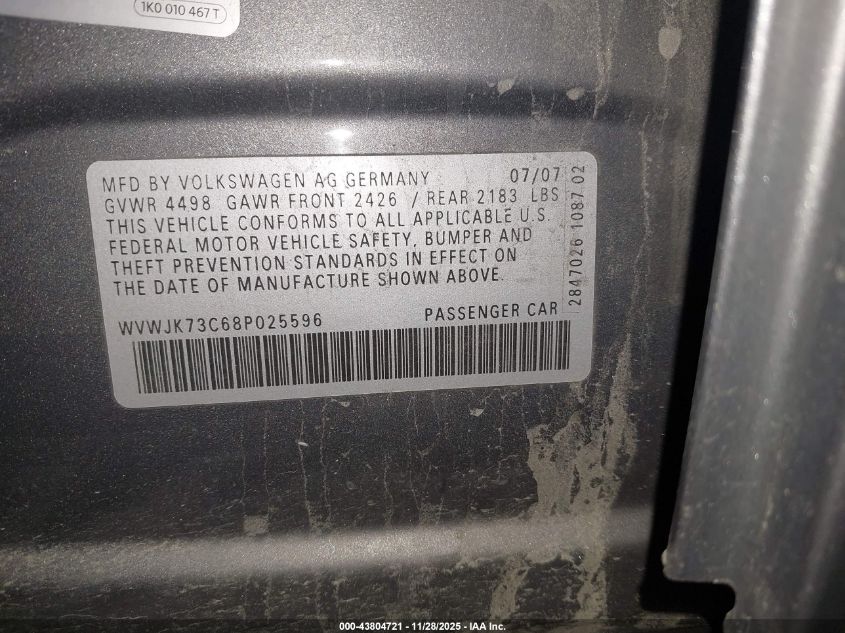 1K0 010 467 T
MFD BY VOLKSWAGEN AG GERMANY 07/07
GVWR 4498 GAWR FRONT 2426 / REAR 2183 LBS
THIS VEHICLE CONFORMS TO ALL APPLICABLE U.S.
FEDERAL MOTOR VEHICLE SAFETY, BUMPER AND
THEFT PREVENTION STANDARDS IN EFFECT ON
THE DATE OF MANUFACTURE SHOWN ABOVE.
WVWJK73C68P025596 PASSENGER CAR
2847026 1087.02
000-43804721 - 11/28/2025 - IAA Inc.